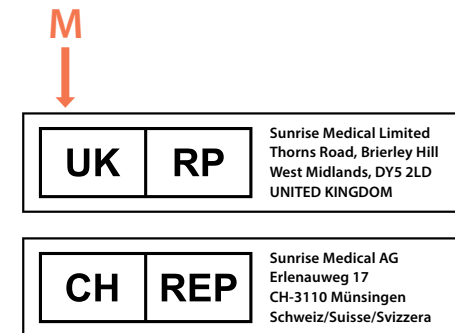 M
UK RP
Sunrise Medical Limited
Thorns Road, Brierley Hill
West Midlands, DY5 2LD
UNITED KINGDOM
CH REP
Sunrise Medical AG
Erlenauweg 17
CH-3110 Münsingen
Schweiz/Suisse/Svizzera